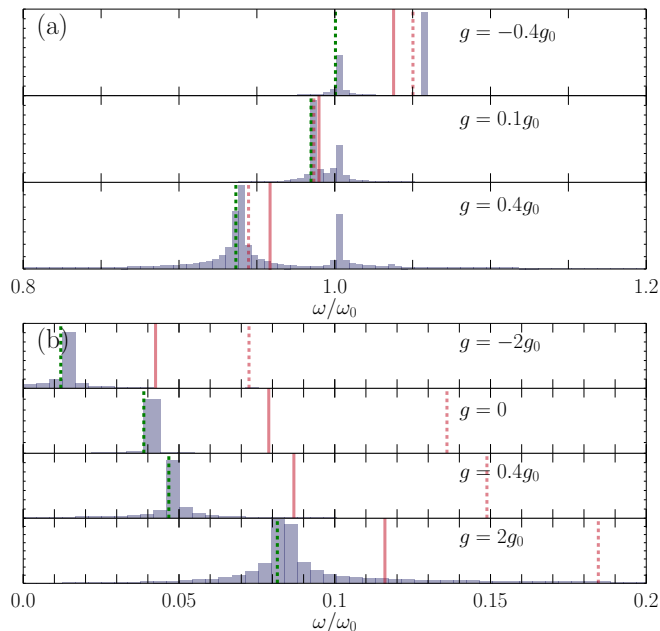 (a)
g = −0.4g₀
g = 0.1g₀
g = 0.4g₀
0.8 1.0 1.2
ω/ω₀
(b)
g = −2g₀
g = 0
g = 0.4g₀
g = 2g₀
0.00 0.05 0.1 0.15 0.2
ω/ω₀